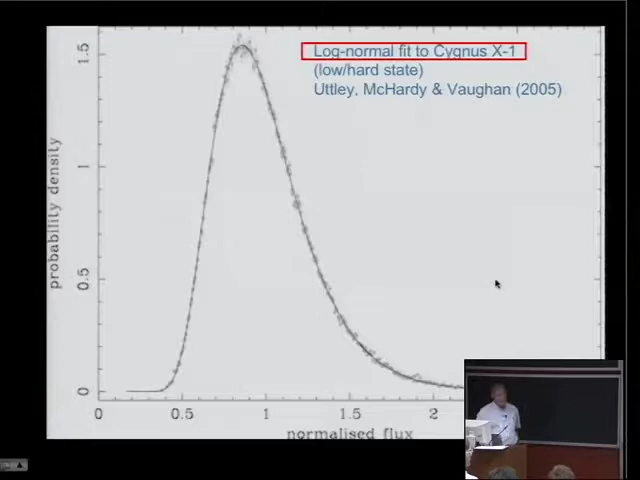 Log-normal fit to Cygnus X-1
(low/hard state)
Uttley, McHardy & Vaughan (2005)
probability density
1.5
1
0.5
0
0
0.5
1
1.5
2
normalised flux